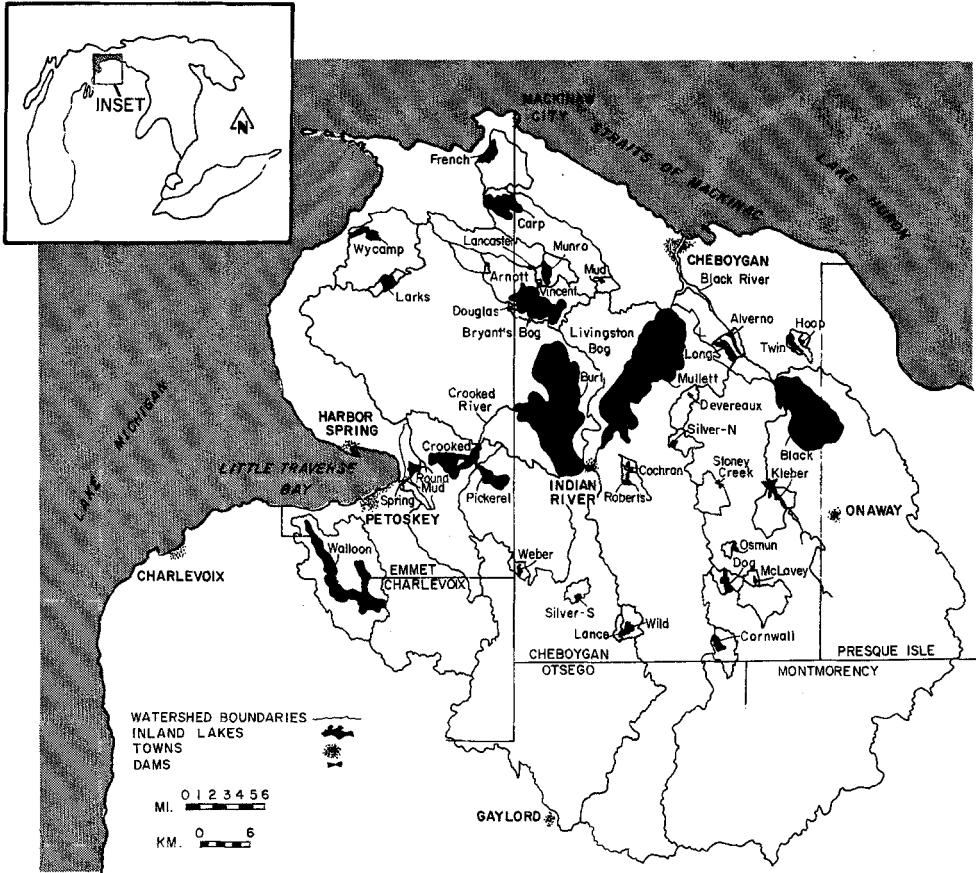 INSET
N
MACKINAW
CITY
STRAITS OF MACKINAC
LAKE HURON
French
Carp
Wycamp
Lancaster
Munro
Mud
Arnott
Vincent
Larks
CHEBOYGAN
Black River
Douglas
Bryant's Bog
Livingston
Bog
Alverno
Hoop
Twin
Long
Burt
Mullett
Crooked
River
Devereaux
Silver-N
HARBOR
SPRING
LAKE MICHIGAN
LITTLE TRAVERSE
BAY
Crooked
Round
Mud
Spring
Pickerel
INDIAN
RIVER
Cochran
Roberts
Stoney
Creek
Black
Kleber
PETOSKEY
ONAWAY
Walloon
Weber
Osmun
Dog
McLavey
CHARLEVOIX
EMMET
CHARLEVOIX
Silver-S
Lance
Wild
Cornwall
CHEBOYGAN
OTSEGO
PRESQUE ISLE
MONTMORENCY
WATERSHED BOUNDARIES
INLAND LAKES
TOWNS
DAMS
0 1 2 3 4 5 6
MI.
0 6
KM.
GAYLORD